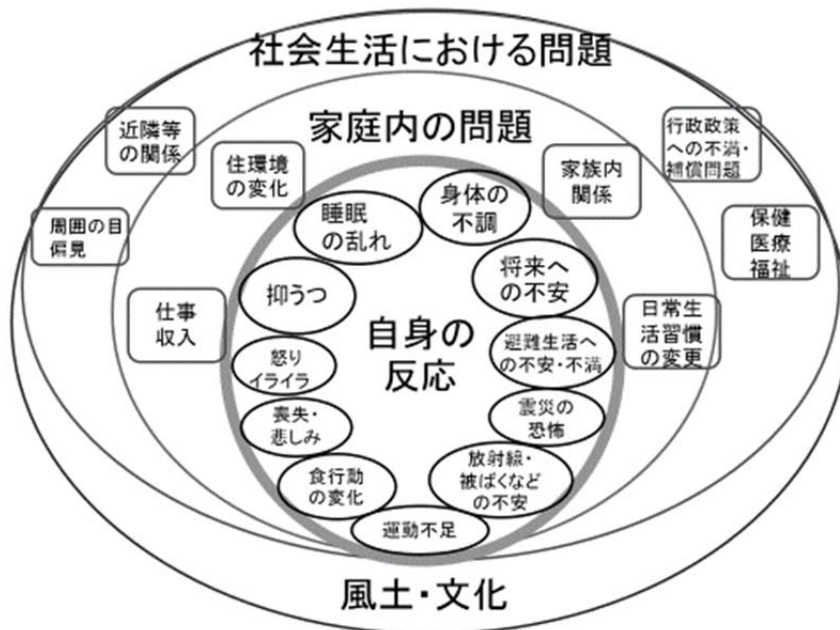 社会生活における問題
家庭内の問題
近隣等
の関係
住環境
の変化
家族内
関係
行政政策
への不満・
補償問題
周囲の目
偏見
保健
医療
福祉
仕事
収入
日常生
活習慣
の変更
睡眠
の乱れ
身体の
不調
抑うつ
将来へ
の不安
自身の
反応
怒り
イライラ
避難生活へ
の不安・不満
喪失・
悲しみ
震災の
恐怖
食行動
の変化
放射線・
被ばくなど
の不安
運動不足
風土・文化